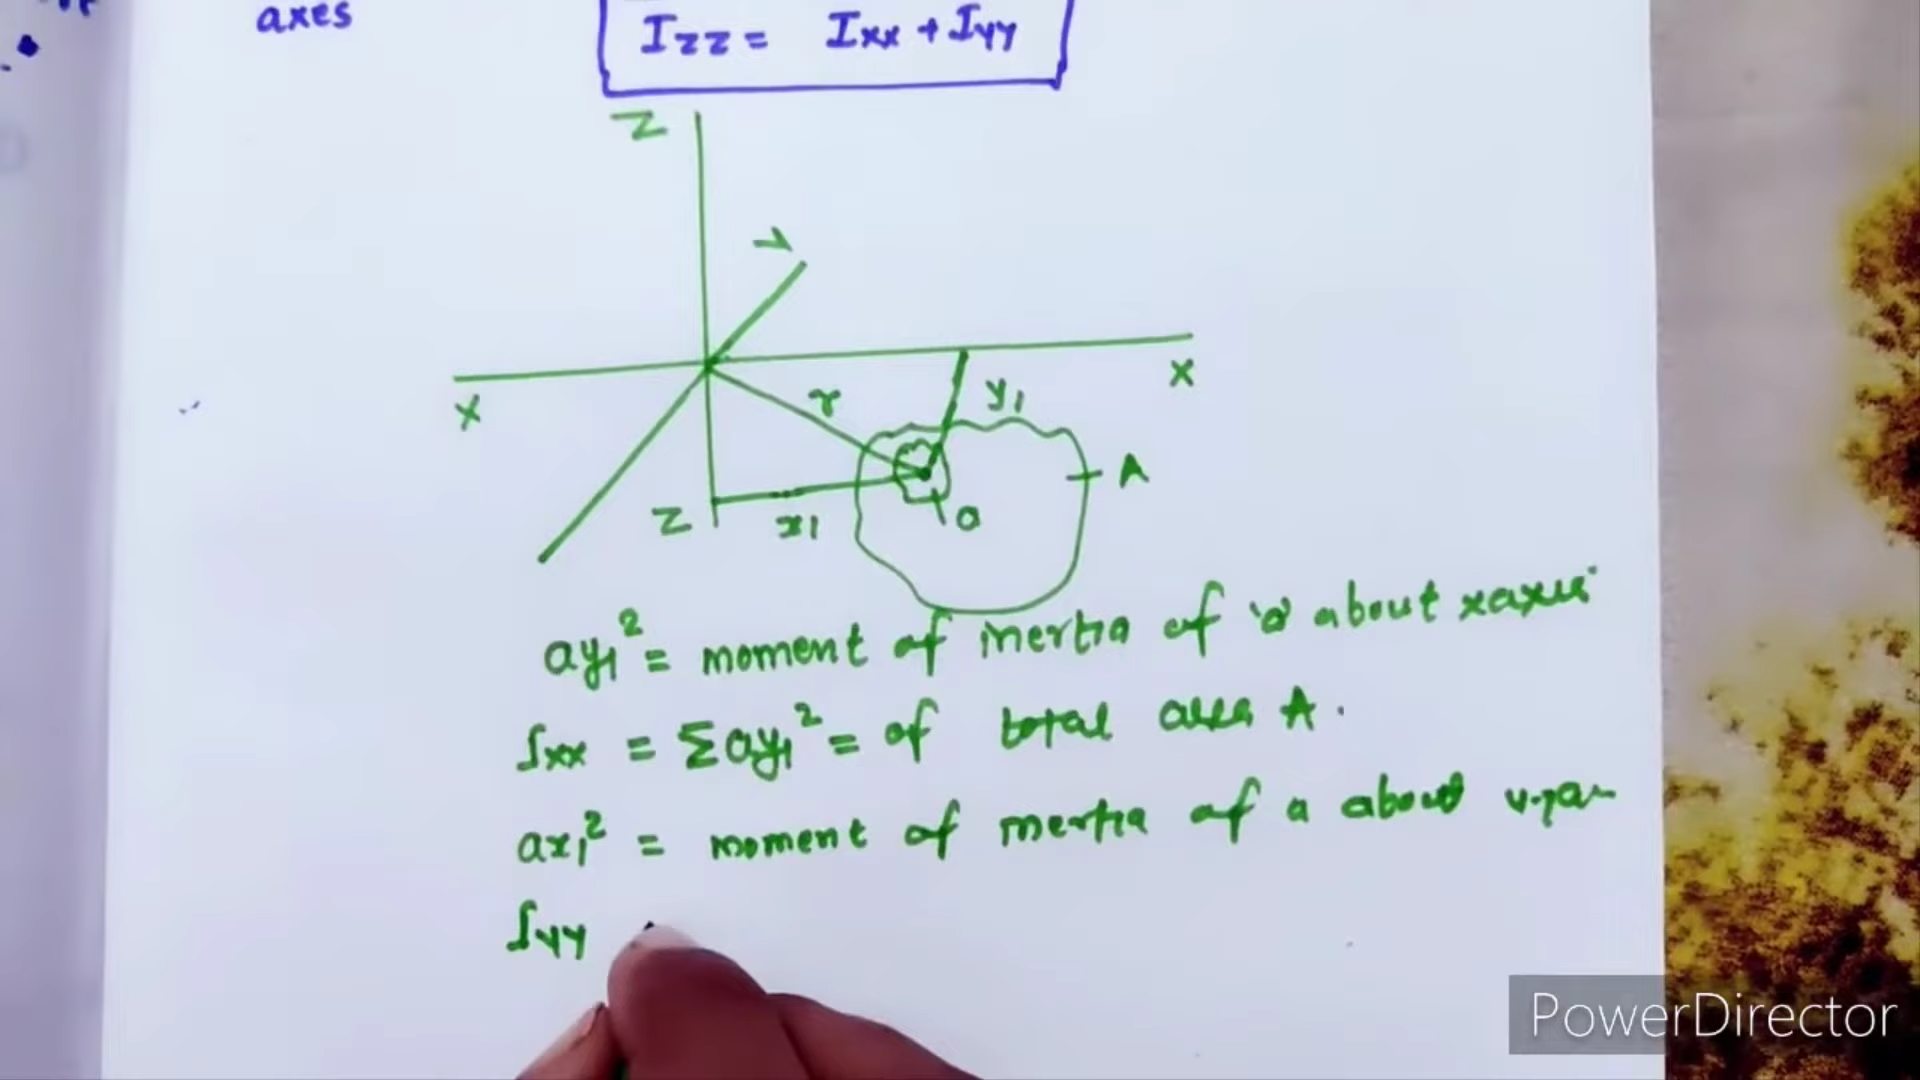 axes
Izz = Ixx + Iyy
Z
Y
X
X
r
y1
A
Z
x1
a
ay1² = moment of inertia of 'a' about xaxis
Ixx = Σay1² = of total area A.
ax1² = moment of inertia of a about
Iyy
PowerDirector